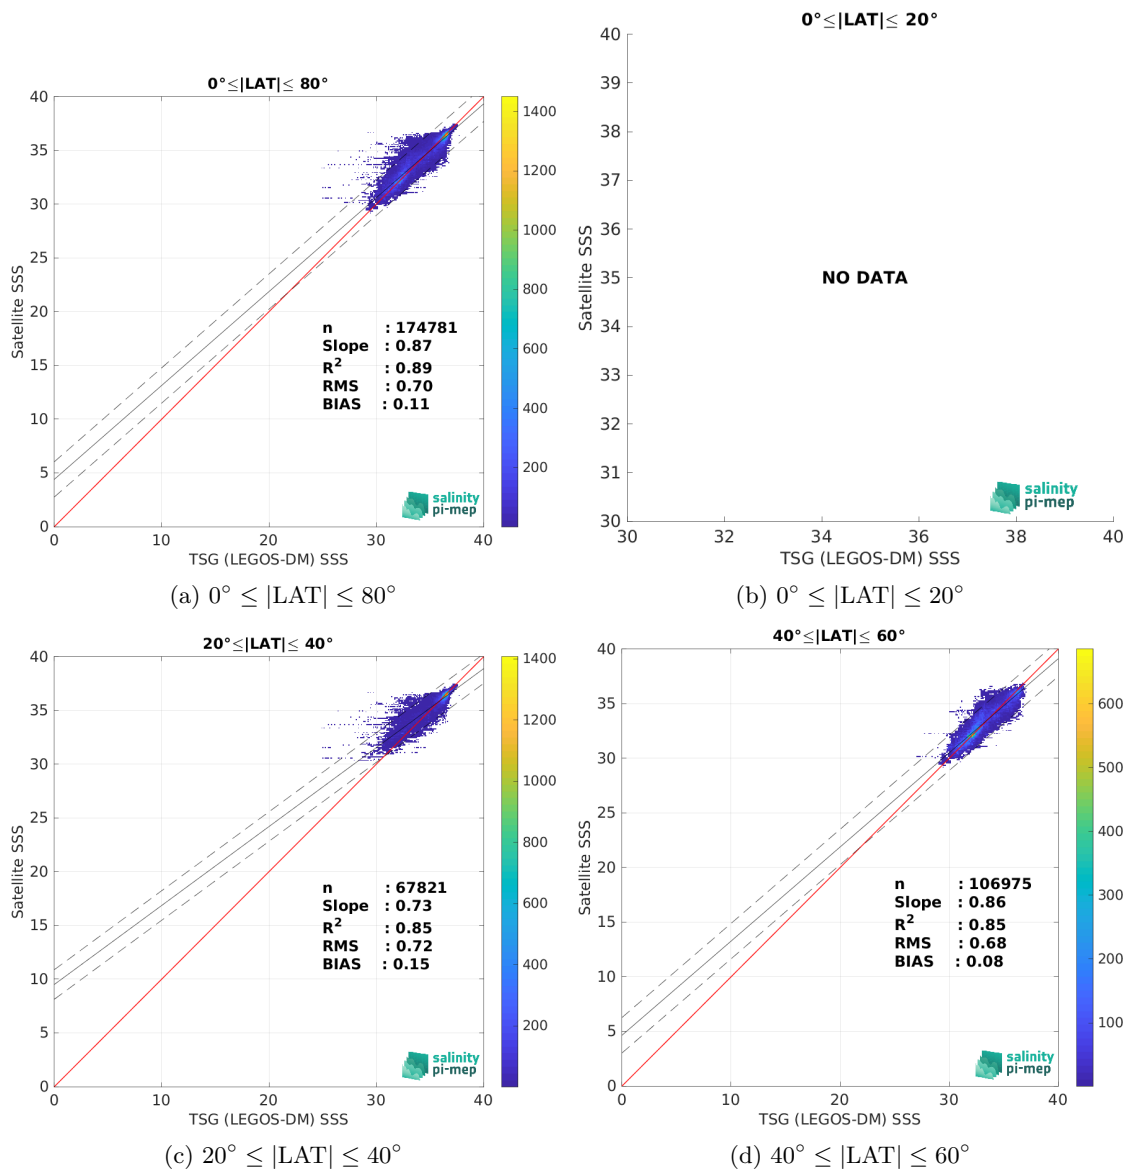 0°≤|LAT|≤ 80°
40
35
30
25
20
15
10
5
0
Satellite SSS
0
10
20
30
40
TSG (LEGOS-DM) SSS
n : 174781
Slope : 0.87
R² : 0.89
RMS : 0.70
BIAS : 0.11
salinity
pi-mep
1400
1200
1000
800
600
400
200
(a) 0° ≤ |LAT| ≤ 80°
0°≤|LAT|≤ 20°
40
39
38
37
36
35
34
33
32
31
30
Satellite SSS
NO DATA
salinity
pi-mep
30
32
34
36
38
40
TSG (LEGOS-DM) SSS
(b) 0° ≤ |LAT| ≤ 20°
20°≤|LAT|≤ 40°
40
35
30
25
20
15
10
5
0
Satellite SSS
0
10
20
30
40
TSG (LEGOS-DM) SSS
n : 67821
Slope : 0.73
R² : 0.85
RMS : 0.72
BIAS : 0.15
salinity
pi-mep
1400
1200
1000
800
600
400
200
(c) 20° ≤ |LAT| ≤ 40°
40°≤|LAT|≤ 60°
40
35
30
25
20
15
10
5
0
Satellite SSS
0
10
20
30
40
TSG (LEGOS-DM) SSS
n : 106975
Slope : 0.86
R² : 0.85
RMS : 0.68
BIAS : 0.08
salinity
pi-mep
600
500
400
300
200
100
(d) 40° ≤ |LAT| ≤ 60°